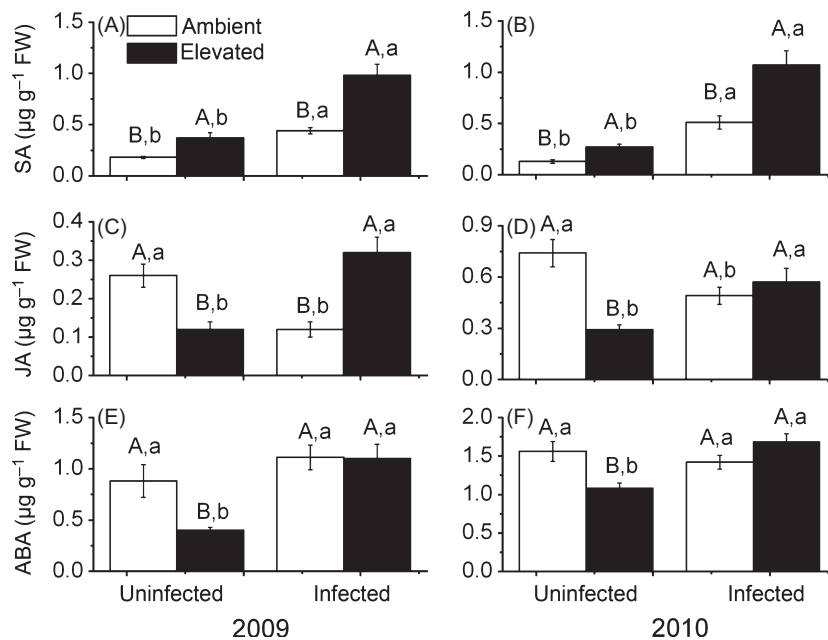 (A)
Ambient
Elevated
SA (µg g⁻¹ FW)
1.5
1.0
0.5
0.0
B,b
A,b
B,a
A,a
(B)
1.5
1.0
0.5
0.0
B,b
A,b
B,a
A,a
(C)
JA (µg g⁻¹ FW)
0.4
0.3
0.2
0.1
0.0
A,a
B,b
B,b
A,a
(D)
0.9
0.6
0.3
0.0
A,a
B,b
A,b
A,a
(E)
ABA (µg g⁻¹ FW)
1.5
1.0
0.5
0.0
A,a
B,b
A,a
A,a
(F)
2.0
1.5
1.0
0.5
0.0
A,a
B,b
A,a
A,a
Uninfected Infected
Uninfected Infected
2009
2010